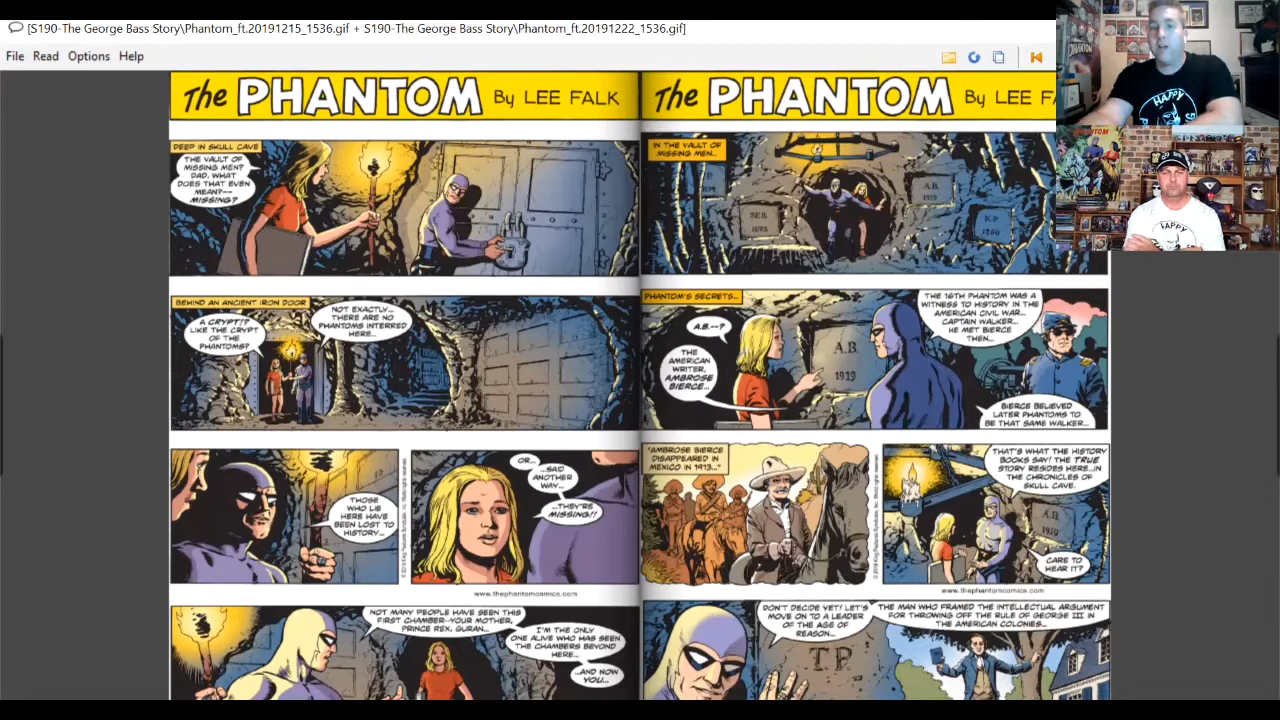 [S190-The George Bass Story\Phantom_ft.20191215_1536.gif + S190-The George Bass Story\Phantom_ft.20191222_1536.gif]
File Read Options Help
The PHANTOM By LEE FALK
DEEP IN SKULL CAVE
THE VAULT OF
MISSING MEN?
DAD, WHAT
DOES THAT EVEN
MEAN?--
MISSING?
BEHIND AN ANCIENT IRON DOOR
A CRYPT!?
LIKE THE CRYPT
OF THE
PHANTOMS?
NOT EXACTLY...
THERE ARE NO
PHANTOMS INTERRED
HERE...
THOSE
WHO LIE
HERE HAVE
BEEN LOST TO
HISTORY...
OR...
...SAID
ANOTHER
WAY...
...THEY'RE
MISSING!!
www.thephantomcomics.com
NOT MANY PEOPLE HAVE SEEN THIS
FIRST CHAMBER--YOUR MOTHER,
PRINCE REX, GURAN...
I'M THE ONLY
ONE ALIVE WHO HAS SEEN
THE CHAMBERS BEYOND
HERE...
...AND NOW
YOU...
The PHANTOM By LEE FA
IN THE VAULT OF
MISSING MEN...
A.B.
1919
PHANTOM'S SECRETS...
A.B.--?
THE
AMERICAN
WRITER,
AMBROSE
BIERCE...
A.B.
1919
THE 16TH PHANTOM WAS A
WITNESS TO HISTORY IN THE
AMERICAN CIVIL WAR...
CAPTAIN WALKER...
HE MET BIERCE
THEN...
BIERCE BELIEVED
LATER PHANTOMS TO
BE THAT SAME WALKER...
"AMBROSE BIERCE
DISAPPEARED IN
MEXICO IN 1913..."
THAT'S WHAT THE HISTORY
BOOKS SAY! THE TRUE
STORY RESIDES HERE...IN
THE CHRONICLES OF
SKULL CAVE.
A.B.
1919
CARE TO
HEAR IT?
www.thephantomcomics.com
DON'T DECIDE YET! LET'S
MOVE ON TO A LEADER
OF THE AGE OF
REASON...
T.P.
THE MAN WHO FRAMED THE INTELLECTUAL ARGUMENT
FOR THROWING OFF THE RULE OF GEORGE III IN
THE AMERICAN COLONIES...
PHANTOM
HAPPY
HAPPY